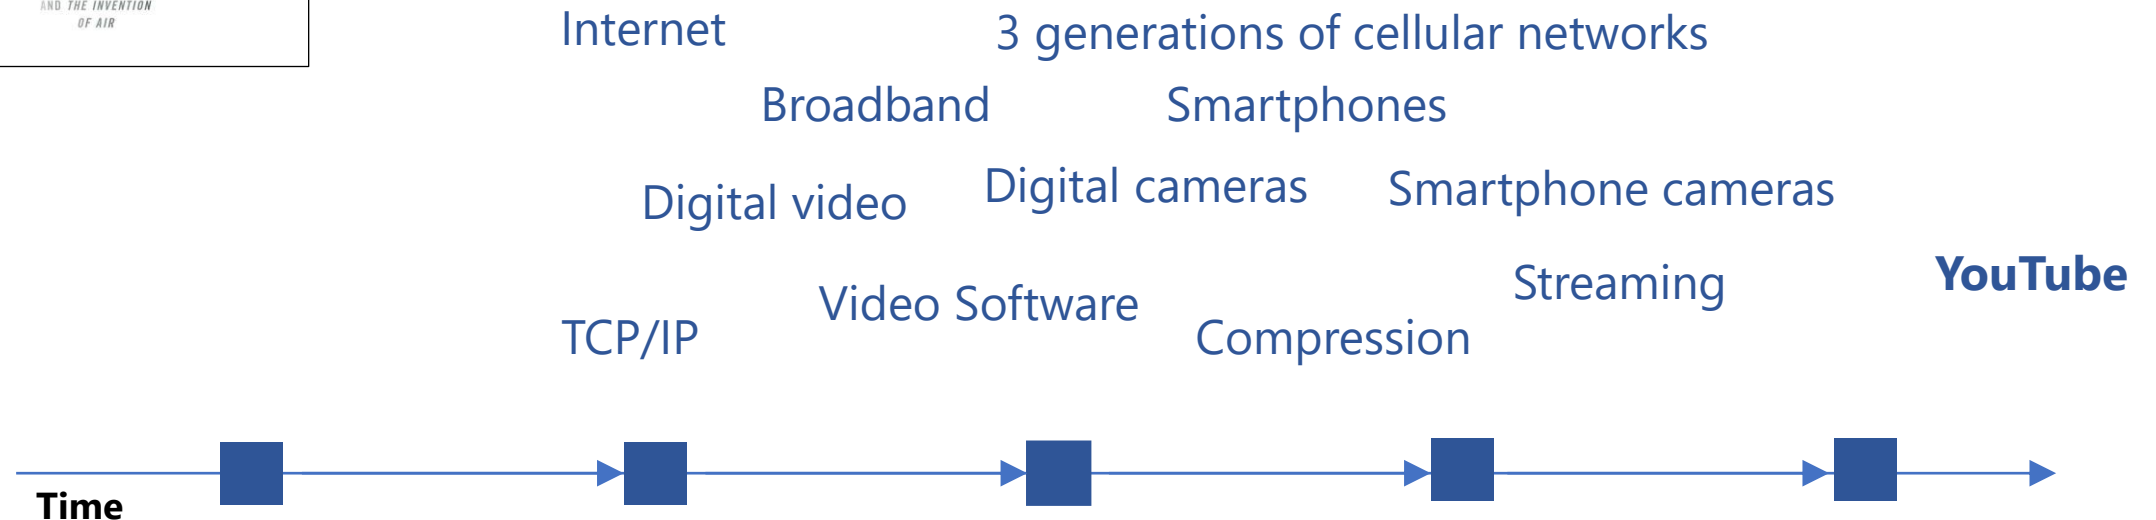 AND THE INVENTION
OF AIR
Internet
3 generations of cellular networks
Broadband
Smartphones
Digital video
Digital cameras
Smartphone cameras
Video Software
Streaming
YouTube
TCP/IP
Compression
Time